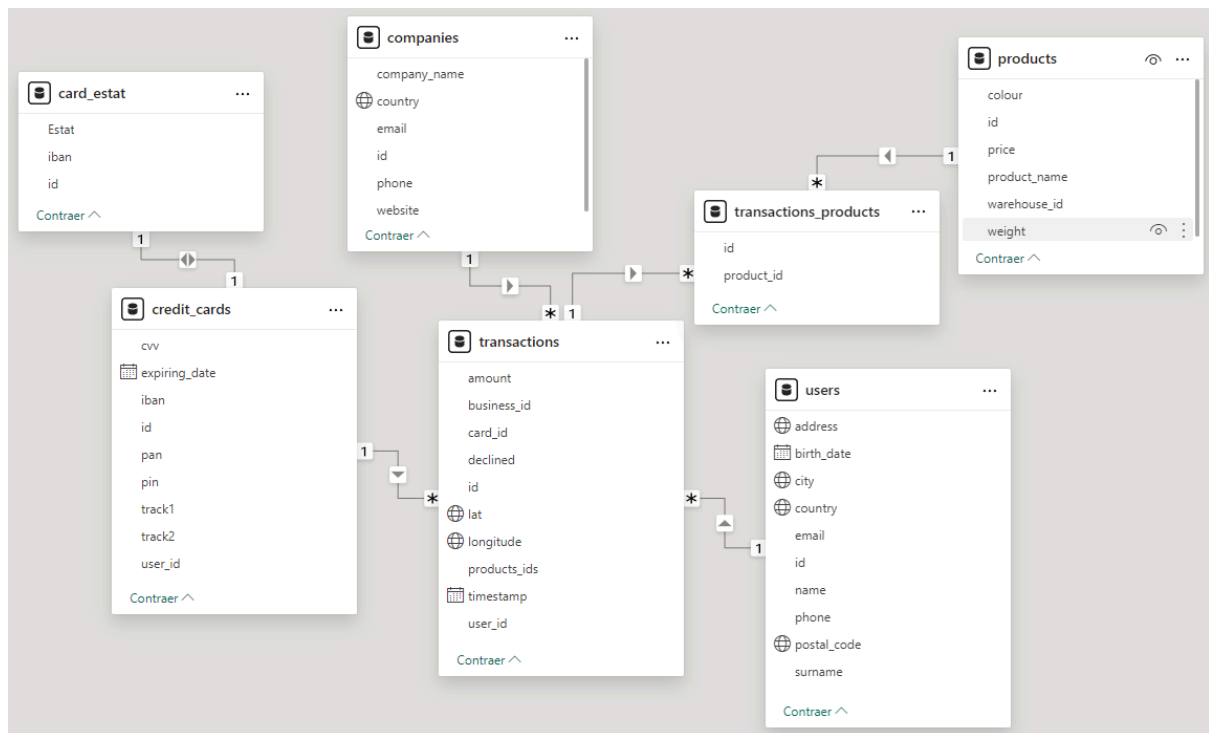 companies
...
company_name
country
email
id
phone
website
Contraer
products
...
colour
id
price
product_name
warehouse_id
weight
Contraer
card_estat
...
Estat
iban
id
Contraer
1
*
1
transactions_products
...
id
product_id
Contraer
1
1
1
*
*
1
credit_cards
...
cvv
expiring_date
iban
id
pan
pin
track1
track2
user_id
Contraer
transactions
...
amount
business_id
card_id
declined
id
lat
longitude
products_ids
timestamp
user_id
Contraer
users
...
address
birth_date
city
country
email
id
name
phone
postal_code
surname
Contraer
1
*
*
1